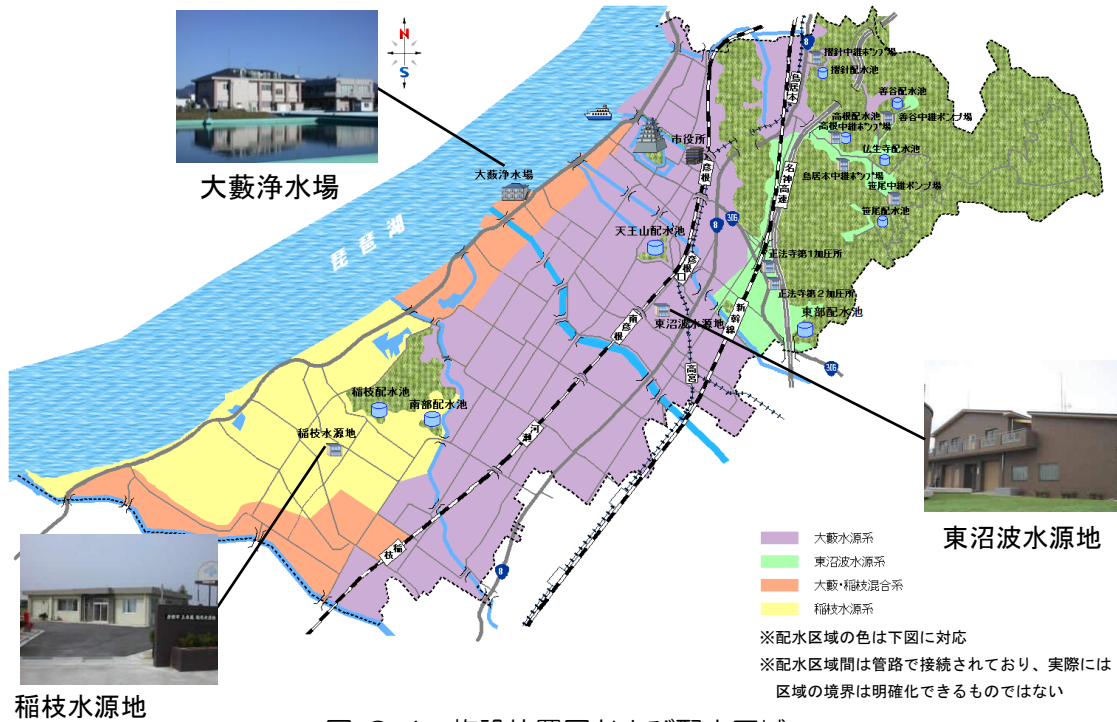 N
S
大藪浄水場
琵琶湖
大藪浄水場
市役所
彦根
鳥居本
8
摺針中継ポンプ場
摺針配水池
善谷配水池
善谷中継ポンプ場
高根配水池
高根中継ポンプ場
仏生寺配水池
鳥居本中継ポンプ場
笹尾中継ポンプ場
笹尾配水池
名神高速
306
8
天王山配水池
彦根口
正法寺第1加圧所
正法寺第2加圧所
新幹線
東部配水池
東沼波水源地
南彦根
高宮
306
稲枝配水池
南部配水池
稲枝水源地
河瀬
稲枝
8
東沼波水源地
大藪水源系
東沼波水源系
大藪・稲枝混合系
稲枝水源系
※配水区域の色は下図に対応
※配水区域間は管路で接続されており、実際には
区域の境界は明確化できるものではない
稲枝水源地